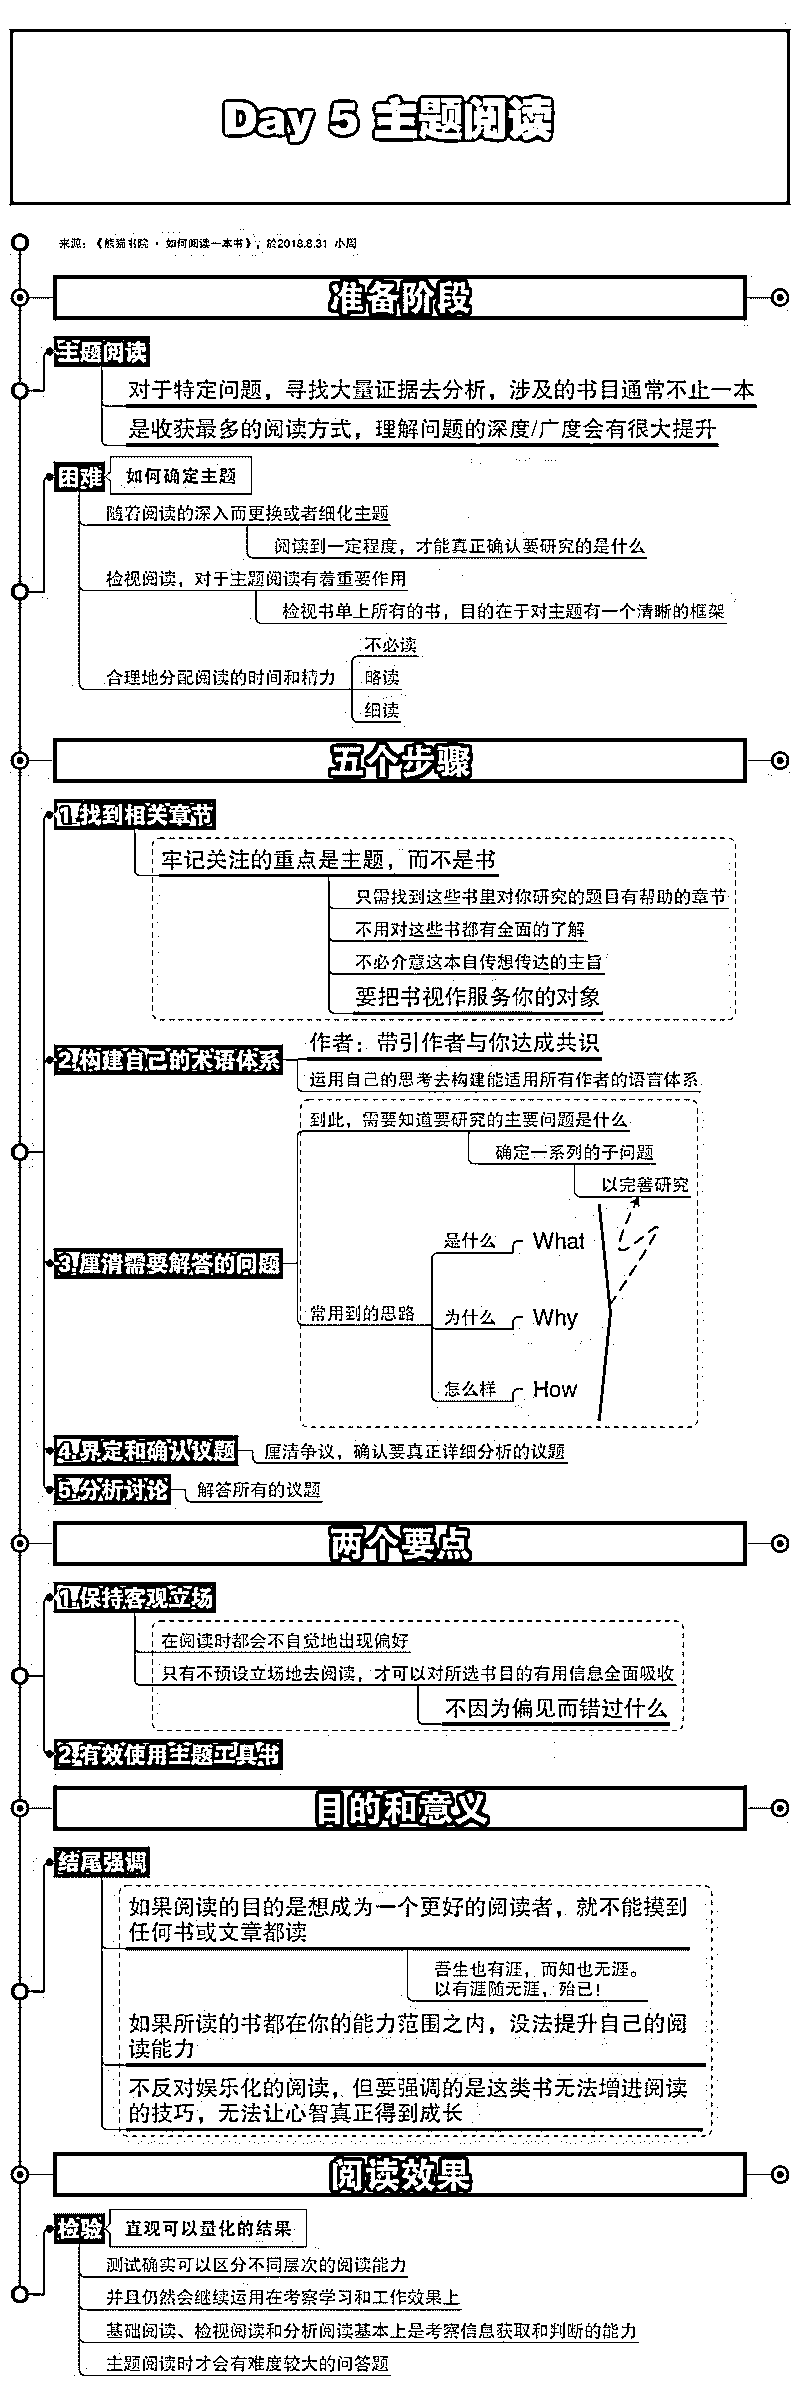 Day 5 主题阅读
来源：《熊猫书院 · 如何阅读一本书》，於2018.8.31 小周
准备阶段
主题阅读
对于特定问题，寻找大量证据去分析，涉及的书目通常不止一本
是收获最多的阅读方式，理解问题的深度/广度会有很大提升
困难
如何确定主题
随着阅读的深入而更换或者细化主题
阅读到一定程度，才能真正确认要研究的是什么
检视阅读，对于主题阅读有着重要作用
检视书单上所有的书，目的在于对主题有一个清晰的框架
合理地分配阅读的时间和精力
不必读
略读
细读
五个步骤
1.找到相关章节
牢记关注的重点是主题，而不是书
只需找到这些书里对你研究的题目有帮助的章节
不用对这些书都有全面的了解
不必介意这本自传想传达的主旨
要把书视作服务你的对象
2.构建自己的术语体系
作者：带引作者与你达成共识
运用自己的思考去构建能适用所有作者的语言体系
3.厘清需要解答的问题
到此，需要知道要研究的主要问题是什么
确定一系列的子问题
以完善研究
常用到的思路
是什么
What
为什么
Why
怎么样
How
4.界定和确认议题
厘清争议，确认要真正详细分析的议题
5.分析讨论
解答所有的议题
两个要点
1.保持客观立场
在阅读时都会不自觉地出现偏好
只有不预设立场地去阅读，才可以对所选书目的有用信息全面吸收
不因为偏见而错过什么
2.有效使用主题工具书
目的和意义
结尾强调
如果阅读的目的是想成为一个更好的阅读者，就不能摸到
任何书或文章都读
吾生也有涯，而知也无涯。
以有涯随无涯，殆已！
如果所读的书都在你的能力范围之内，没法提升自己的阅
读能力
不反对娱乐化的阅读，但要强调的是这类书无法增进阅读
的技巧，无法让心智真正得到成长
阅读效果
检验
直观可以量化的结果
测试确实可以区分不同层次的阅读能力
并且仍然会继续运用在考察学习和工作效果上
基础阅读、检视阅读和分析阅读基本上是考察信息获取和判断的能力
主题阅读时才会有难度较大的问答题